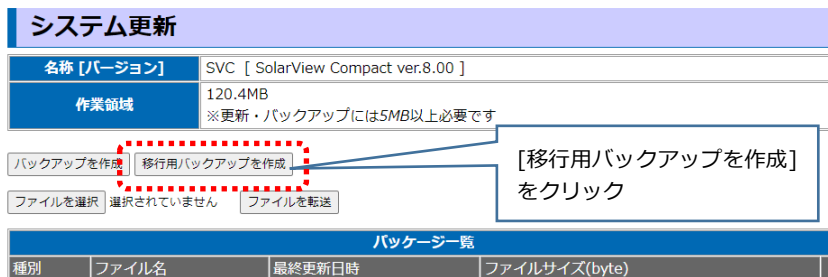 システム更新
名称 [バージョン] SVC [ SolarView Compact ver.8.00 ]
作業領域 120.4MB
※更新・バックアップには5MB以上必要です
バックアップを作成 移行用バックアップを作成
[移行用バックアップを作成]
をクリック
ファイルを選択 選択されていません ファイルを転送
パッケージ一覧
種別 ファイル名 最終更新日時 ファイルサイズ(byte)